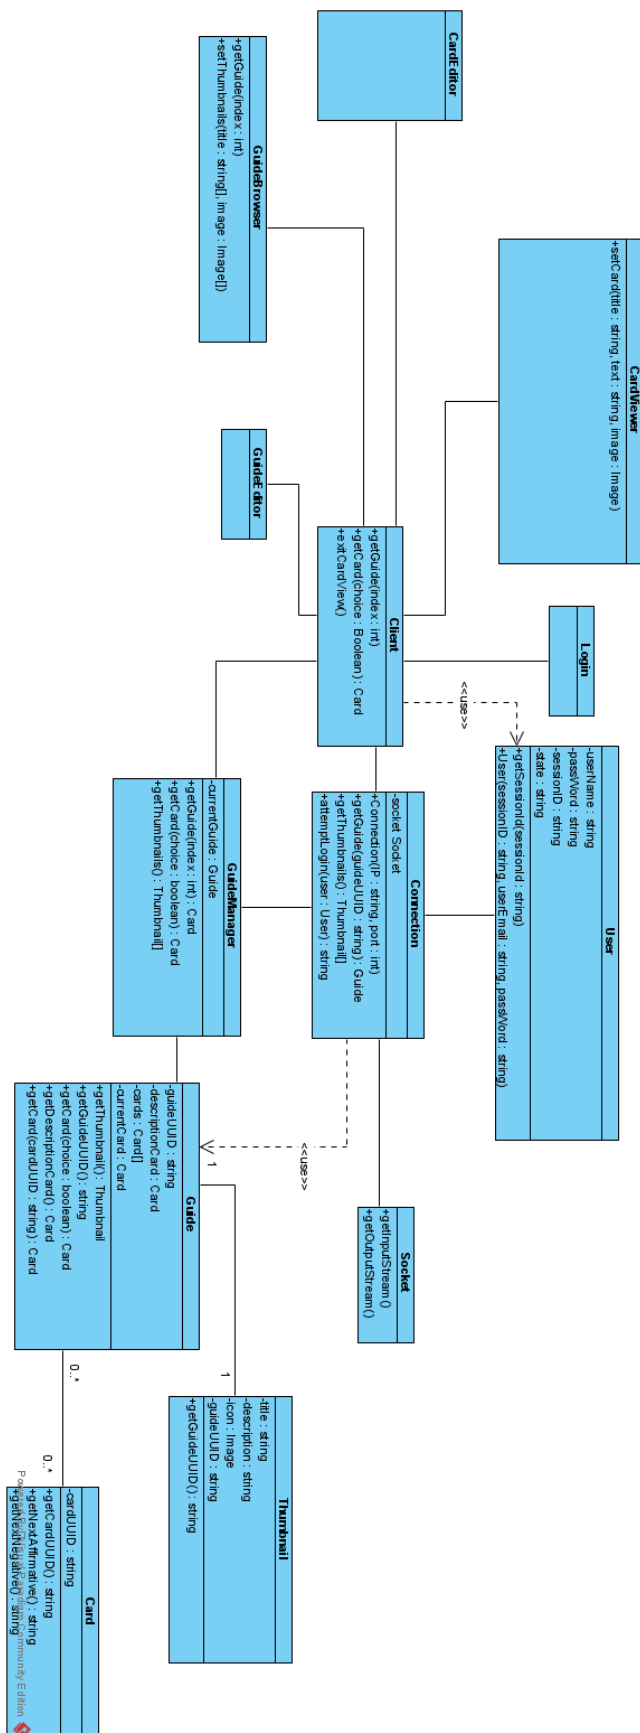 CardEditor
GuideBrowser
+getGuide(index : int)
+setThumbnails(title : string[], image : Image[])
CardViewer
+setCard(title : string, text : string, image : Image)
GuideEditor
Client
+getGuide(index : int)
+getCard(choice : Boolean) : Card
+exitCardView()
Login
<<use>>
User
-userName : string
-passWord : string
-sessionID : string
-state : string
+getSessionId(sessionId : string)
+User(sessionID : string, userEmail : string, passWord : string)
GuideManager
-currentGuide : Guide
+getGuide(index : int) : Card
+getCard(choice : boolean) : Card
+getThumbnails() : Thumbnail[]
Connection
-socket Socket
+Connection(IP : string, port : int)
+getGuide(guideUUID : string) : Guide
+getThumbnails() : Thumbnail[]
+attemptLogin(user : User) : string
<<use>>
1
Guide
-guideUUID : string
-descriptionCard : Card
-cards : Card[]
-currentCard : Card
+getThumbnail() : Thumbnail
+getGuideUUID() : string
+getCard(choice : boolean) : Card
+getDescriptionCard() : Card
+getCard(cardUUID : string) : Card
Socket
+getInputStream()
+getOutputStream()
1
Thumbnail
-title : string
-description : string
-icon : Image
-guideUUID : string
+getGuideUUID() : string
0..*
0..*
Card
-cardUUID : string
+getCardUUID() : string
+getNextAffirmative() : string
+getNextNegative() : string
Powered By Visual Paradigm Community Edition